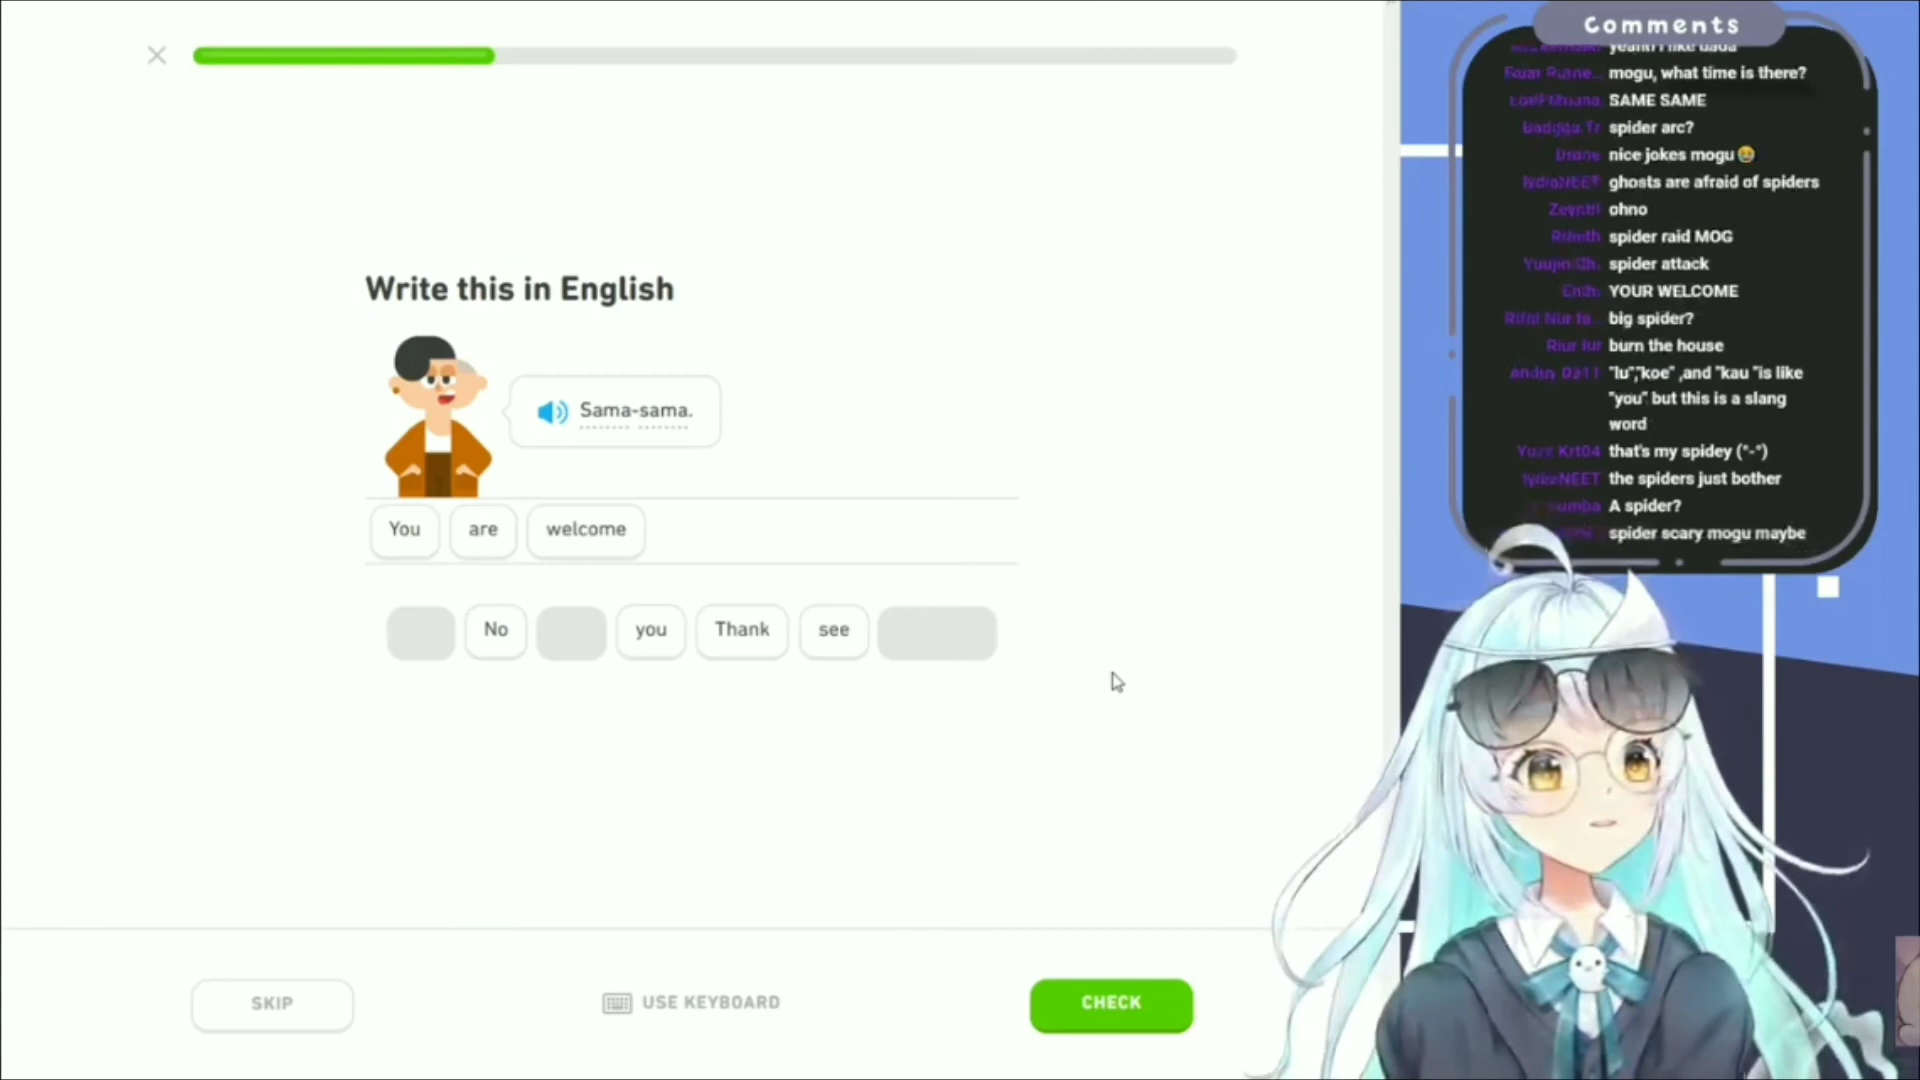 Comments
mogu, what time is there?
SAME SAME
spider arc?
Drone nice jokes mogu 😂
ghosts are afraid of spiders
ohno
spider raid MOG
spider attack
YOUR WELCOME
big spider?
burn the house
"lu","koe" ,and "kau "is like
"you" but this is a slang
word
that's my spidey (*-*)
the spiders just bother
A spider?
spider scary mogu maybe
Write this in English
Sama-sama.
You are welcome
No you Thank see
SKIP
USE KEYBOARD
CHECK